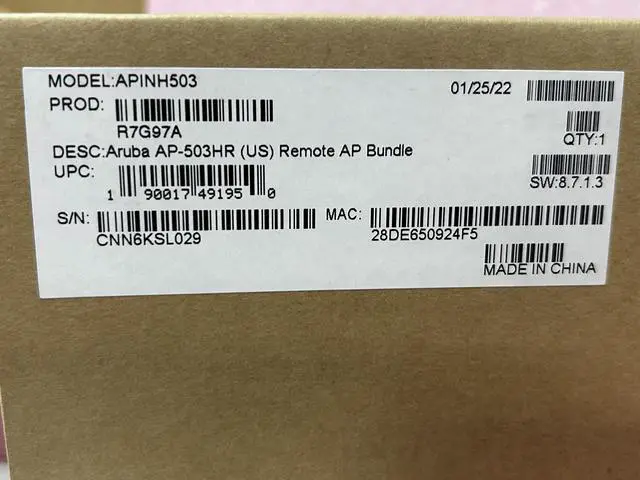 MODEL:APINH503
01/25/22
PROD:
R7G97A
QTY:1
DESC:Aruba AP-503HR (US) Remote AP Bundle
UPC:
1 90017 49195 0
SW:8.7.1.3
S/N:
CNN6KSL029
MAC:
28DE650924F5
MADE IN CHINA